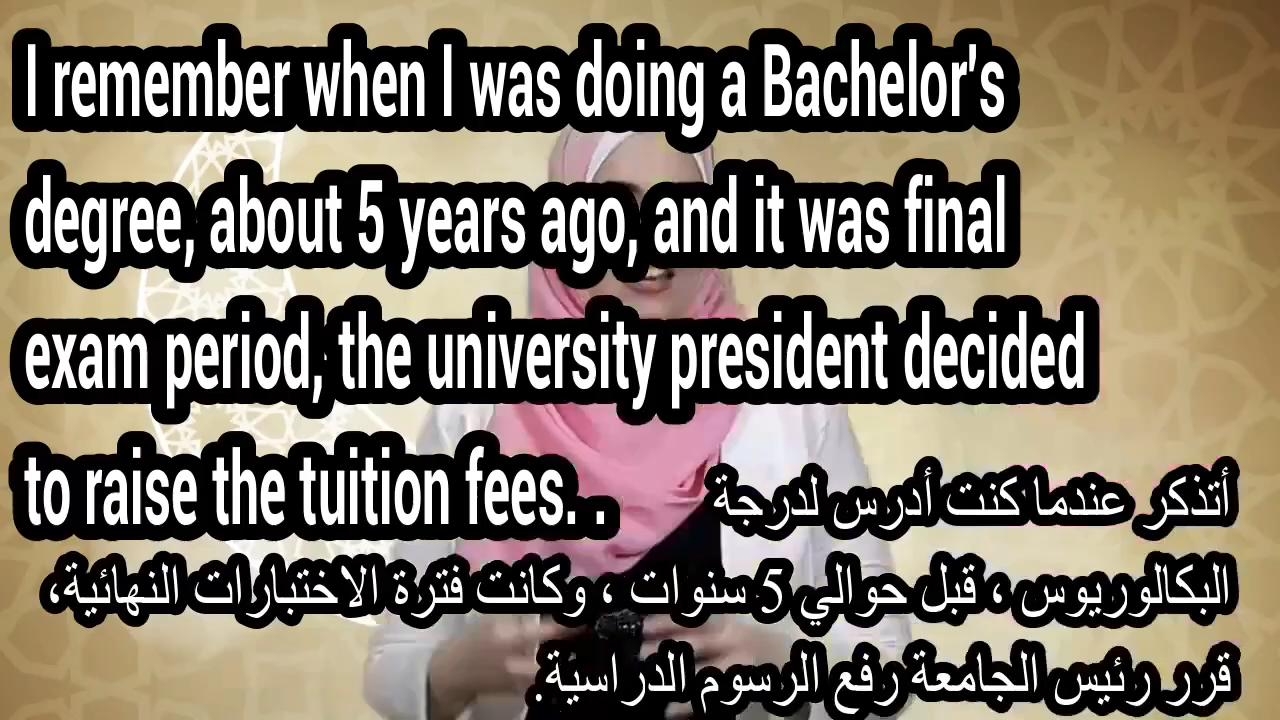 I remember when I was doing a Bachelor's
degree, about 5 years ago, and it was final
exam period, the university president decided
to raise the tuition fees. .
أتذكر عندما كنت أدرس لدرجة
البكالوريوس ، قبل حوالي 5 سنوات ، وكانت فترة الاختبارات النهائية،
قرر رئيس الجامعة رفع الرسوم الدراسية.